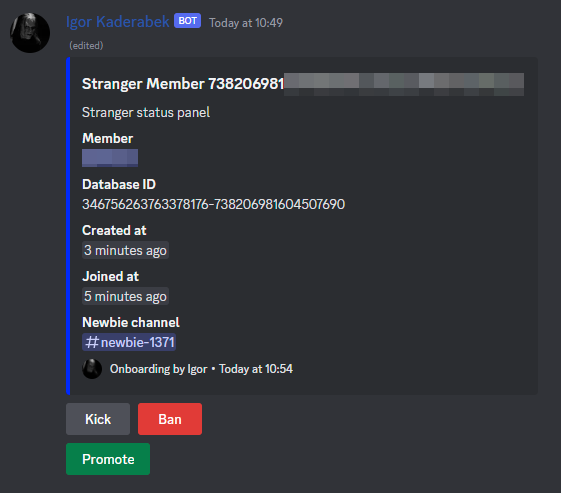 Igor Kaderabek BOT Today at 10:49
(edited)
Stranger Member 738206981
Stranger status panel
Member
Database ID
346756263763378176-738206981604507690
Created at
3 minutes ago
Joined at
5 minutes ago
Newbie channel
#newbie-1371
Onboarding by Igor • Today at 10:54
Kick Ban
Promote